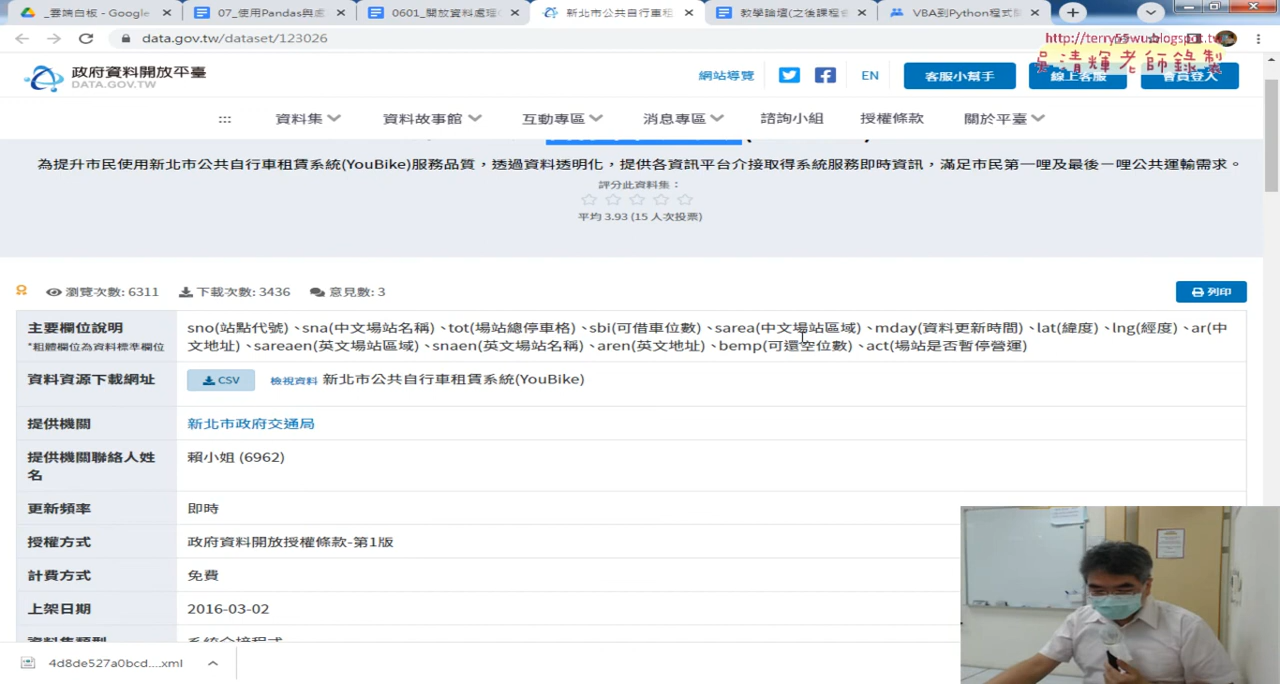 _雲端白板 - Google
07_使用Pandas與處
0601_開放資料處理
新北市公共自行車租
教學論壇(之後課程會
VBA到Python程式
data.gov.tw/dataset/123026
http://terry55wu.blogspot.tw
吳清輝老師錄製
政府資料開放平臺
DATA.GOV.TW
網站導覽
EN
客服小幫手
線上客服
會員登入
:::
資料集
資料故事館
互動專區
消息專區
諮詢小組
授權條款
關於平臺
為提升市民使用新北市公共自行車租賃系統(YouBike)服務品質，透過資料透明化，提供各資訊平台介接取得系統服務即時資訊，滿足市民第一哩及最後一哩公共運輸需求。
評分此資料集：
平均 3.93 (15 人次投票)
瀏覽次數: 6311
下載次數: 3436
意見數: 3
列印
主要欄位說明
*粗體欄位為資料標準欄位
sno(站點代號)、sna(中文場站名稱)、tot(場站總停車格)、sbi(可借車位數)、sarea(中文場站區域)、mday(資料更新時間)、lat(緯度)、lng(經度)、ar(中
文地址)、sareaen(英文場站區域)、snaen(英文場站名稱)、aren(英文地址)、bemp(可還空位數)、act(場站是否暫停營運)
資料資源下載網址
CSV
檢視資料 新北市公共自行車租賃系統(YouBike)
提供機關
新北市政府交通局
提供機關聯絡人姓
名
賴小姐 (6962)
更新頻率
即時
授權方式
政府資料開放授權條款-第1版
計費方式
免費
上架日期
2016-03-02
資料集類型
系統介接程式
4d8de527a0bcd....xml